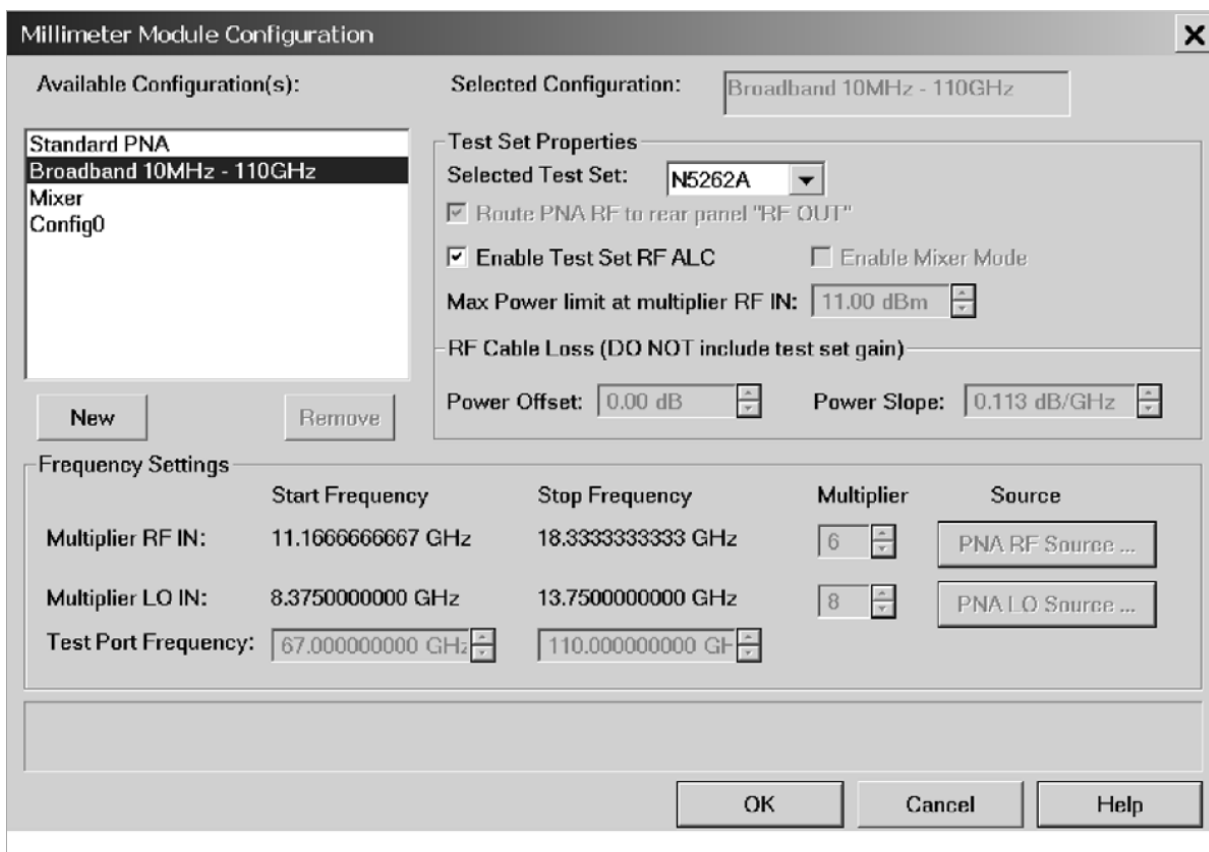 Millimeter Module Configuration
Available Configuration(s):
Selected Configuration: Broadband 10MHz - 110GHz
Standard PNA
Broadband 10MHz - 110GHz
Mixer
Config0
New
Remove
Test Set Properties
Selected Test Set: N5262A
Route PNA RF to rear panel "RF OUT"
Enable Test Set RF ALC
Enable Mixer Mode
Max Power limit at multiplier RF IN: 11.00 dBm
RF Cable Loss (DO NOT include test set gain)
Power Offset: 0.00 dB
Power Slope: 0.113 dB/GHz
Frequency Settings
Start Frequency Stop Frequency Multiplier Source
Multiplier RF IN: 11.1666666667 GHz 18.3333333333 GHz 6 PNA RF Source ...
Multiplier LO IN: 8.3750000000 GHz 13.7500000000 GHz 8 PNA LO Source ...
Test Port Frequency: 67.000000000 GHz 110.000000000 GH
OK Cancel Help